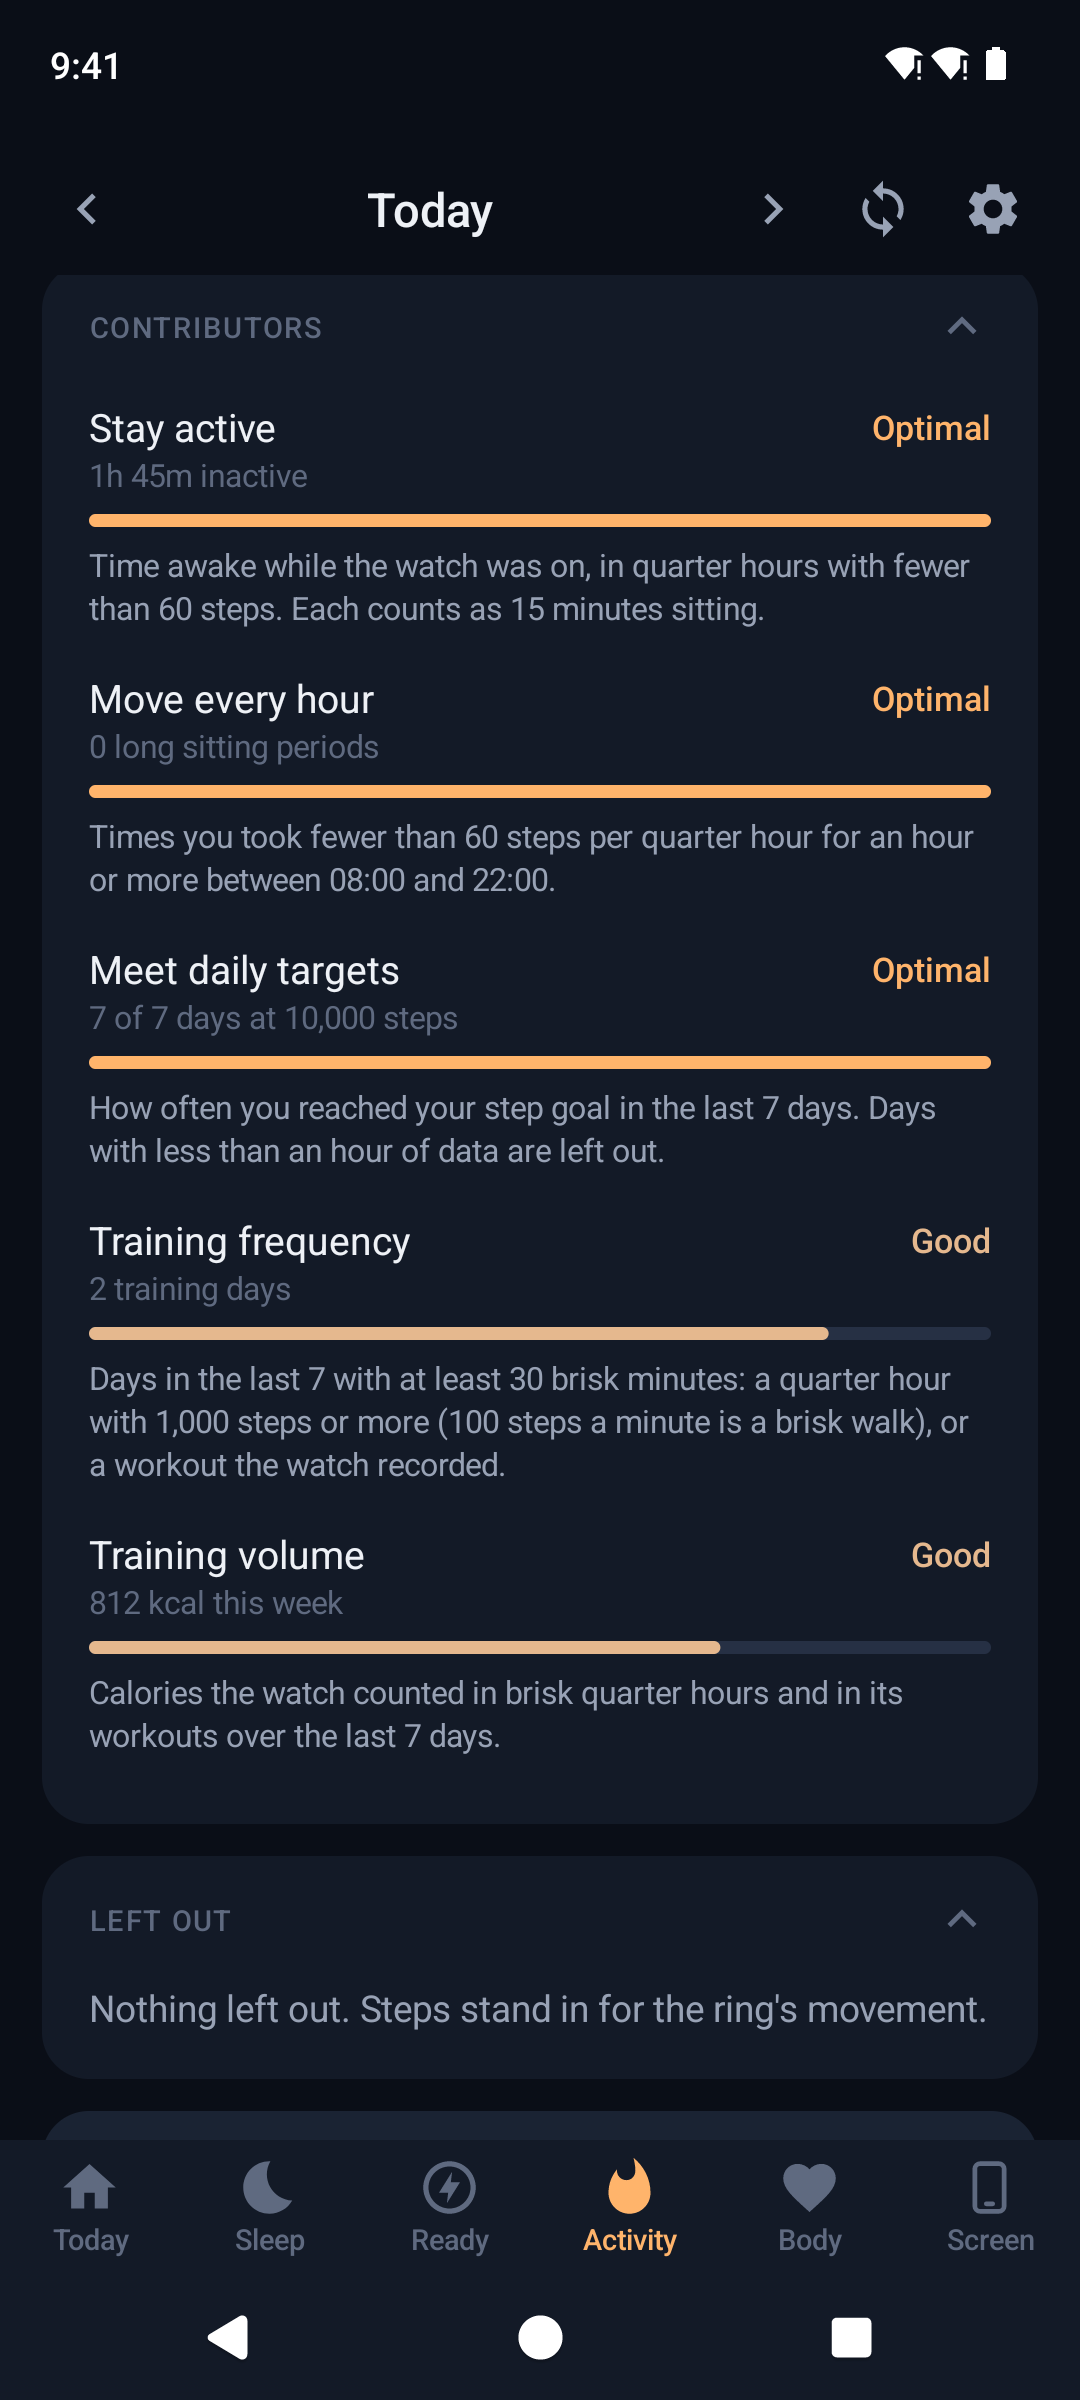 9:41
Today
CONTRIBUTORS
Stay active
Optimal
1h 45m inactive
Time awake while the watch was on, in quarter hours with fewer
than 60 steps. Each counts as 15 minutes sitting.
Move every hour
Optimal
0 long sitting periods
Times you took fewer than 60 steps per quarter hour for an hour
or more between 08:00 and 22:00.
Meet daily targets
Optimal
7 of 7 days at 10,000 steps
How often you reached your step goal in the last 7 days. Days
with less than an hour of data are left out.
Training frequency
Good
2 training days
Days in the last 7 with at least 30 brisk minutes: a quarter hour
with 1,000 steps or more (100 steps a minute is a brisk walk), or
a workout the watch recorded.
Training volume
Good
812 kcal this week
Calories the watch counted in brisk quarter hours and in its
workouts over the last 7 days.
LEFT OUT
Nothing left out. Steps stand in for the ring's movement.
Today
Sleep
Ready
Activity
Body
Screen